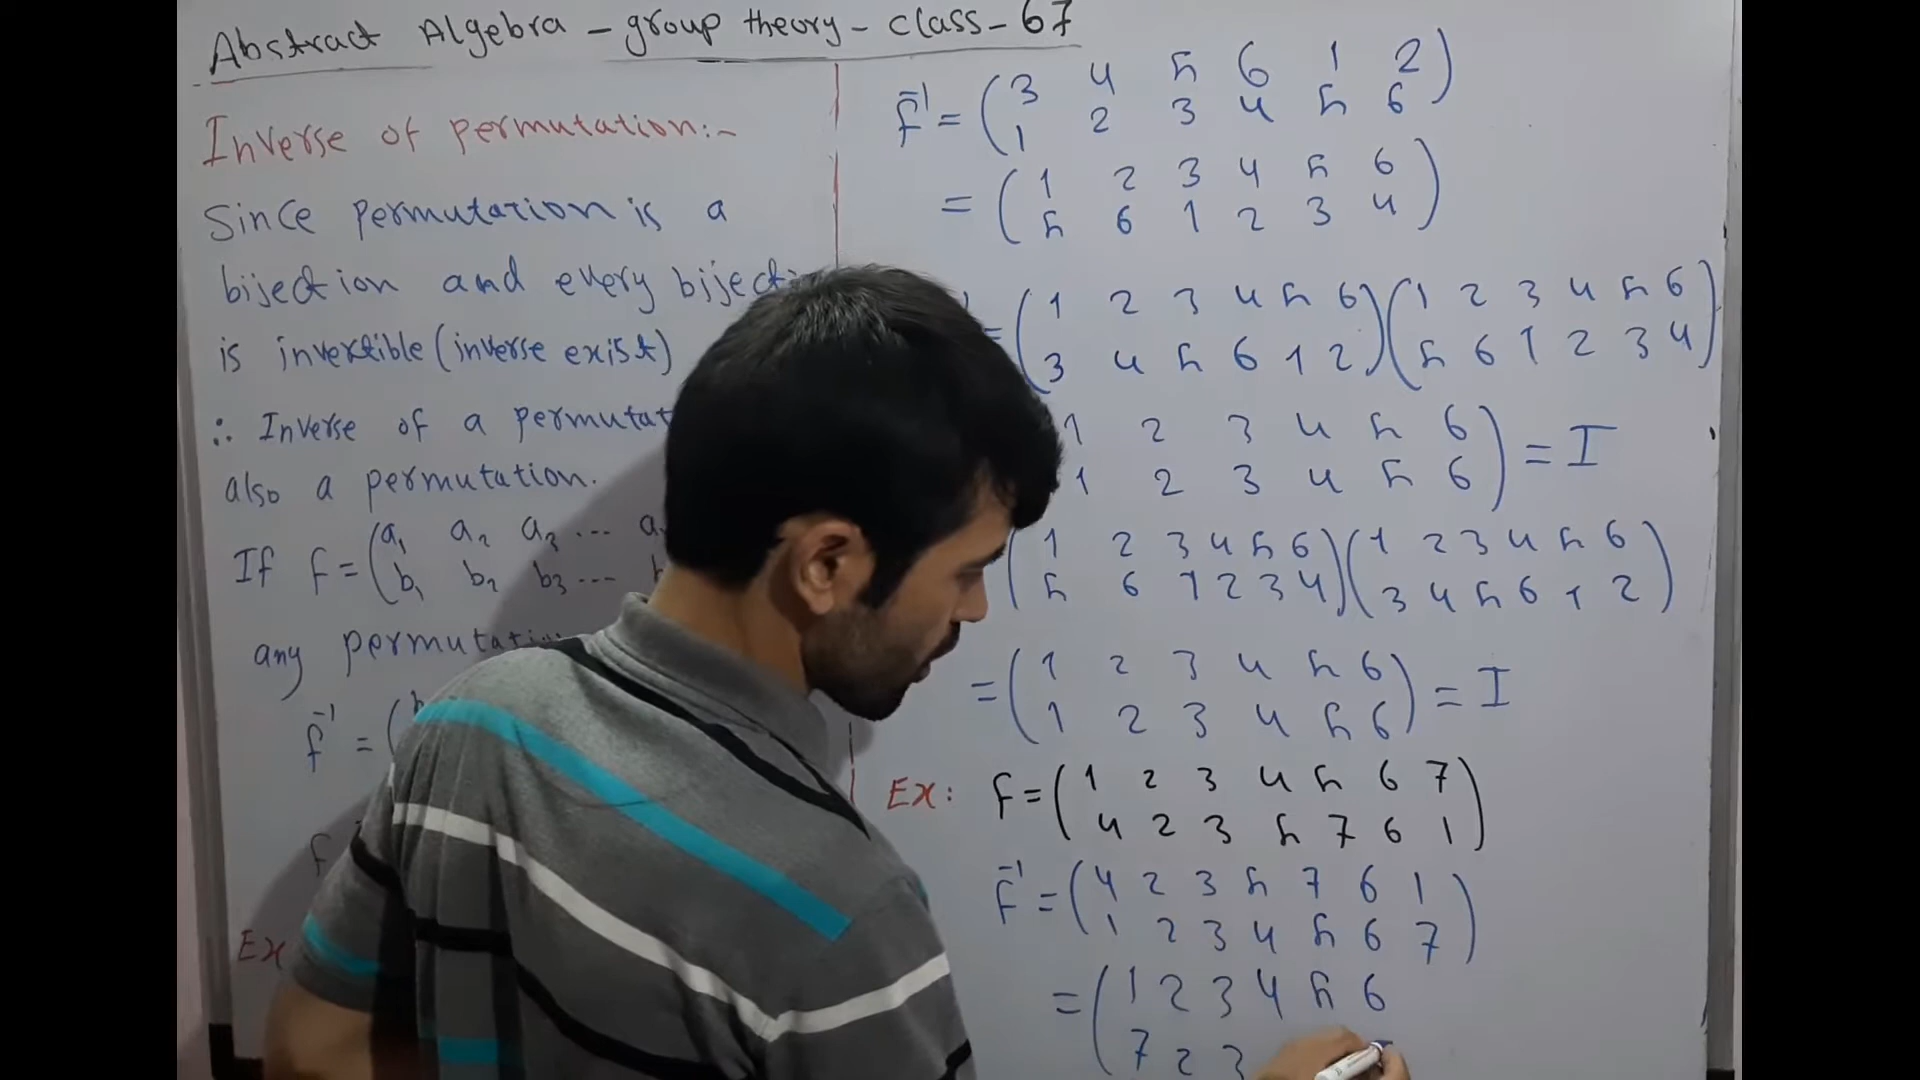 Abstract Algebra - group theory - class - 67
Inverse of permutation:-
Since permutation is a
bijection and every
is invertible (inverse exist)
∴ Inverse of a
also a permutation.
If f = (a₁ a₂ a₃ ...
b₁ b₂ b₃ ...
any
f⁻¹ = (
f
Ex
f⁻¹ = (3 4 5 6 1 2)
1 2 3 4 5 6
= (1 2 3 4 5 6)
5 6 1 2 3 4
= (1 2 3 4 5 6)(1 2 3 4 5 6)
3 4 5 6 1 2 5 6 1 2 3 4
1 2 3 4 5 6) = I
1 2 3 4 5 6
(1 2 3 4 5 6)(1 2 3 4 5 6)
5 6 1 2 3 4 3 4 5 6 1 2
= (1 2 3 4 5 6) = I
1 2 3 4 5 6
Ex: f = (1 2 3 4 5 6 7)
4 2 3 5 7 6 1
f⁻¹ = (4 2 3 5 7 6 1)
1 2 3 4 5 6 7
= (1 2 3 4 5 6
7 2 3